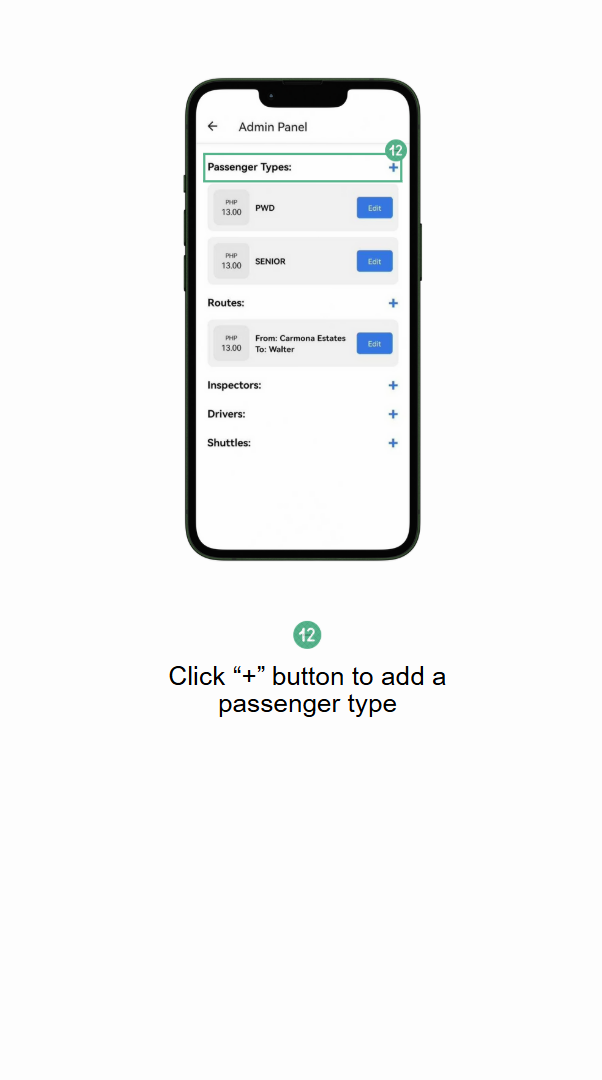 Admin Panel
12
Passenger Types: +
PHP
13.00
PWD
Edit
PHP
13.00
SENIOR
Edit
Routes: +
PHP
13.00
From: Carmona Estates
To: Walter
Edit
Inspectors: +
Drivers: +
Shuttles: +
12
Click “+” button to add a
passenger type